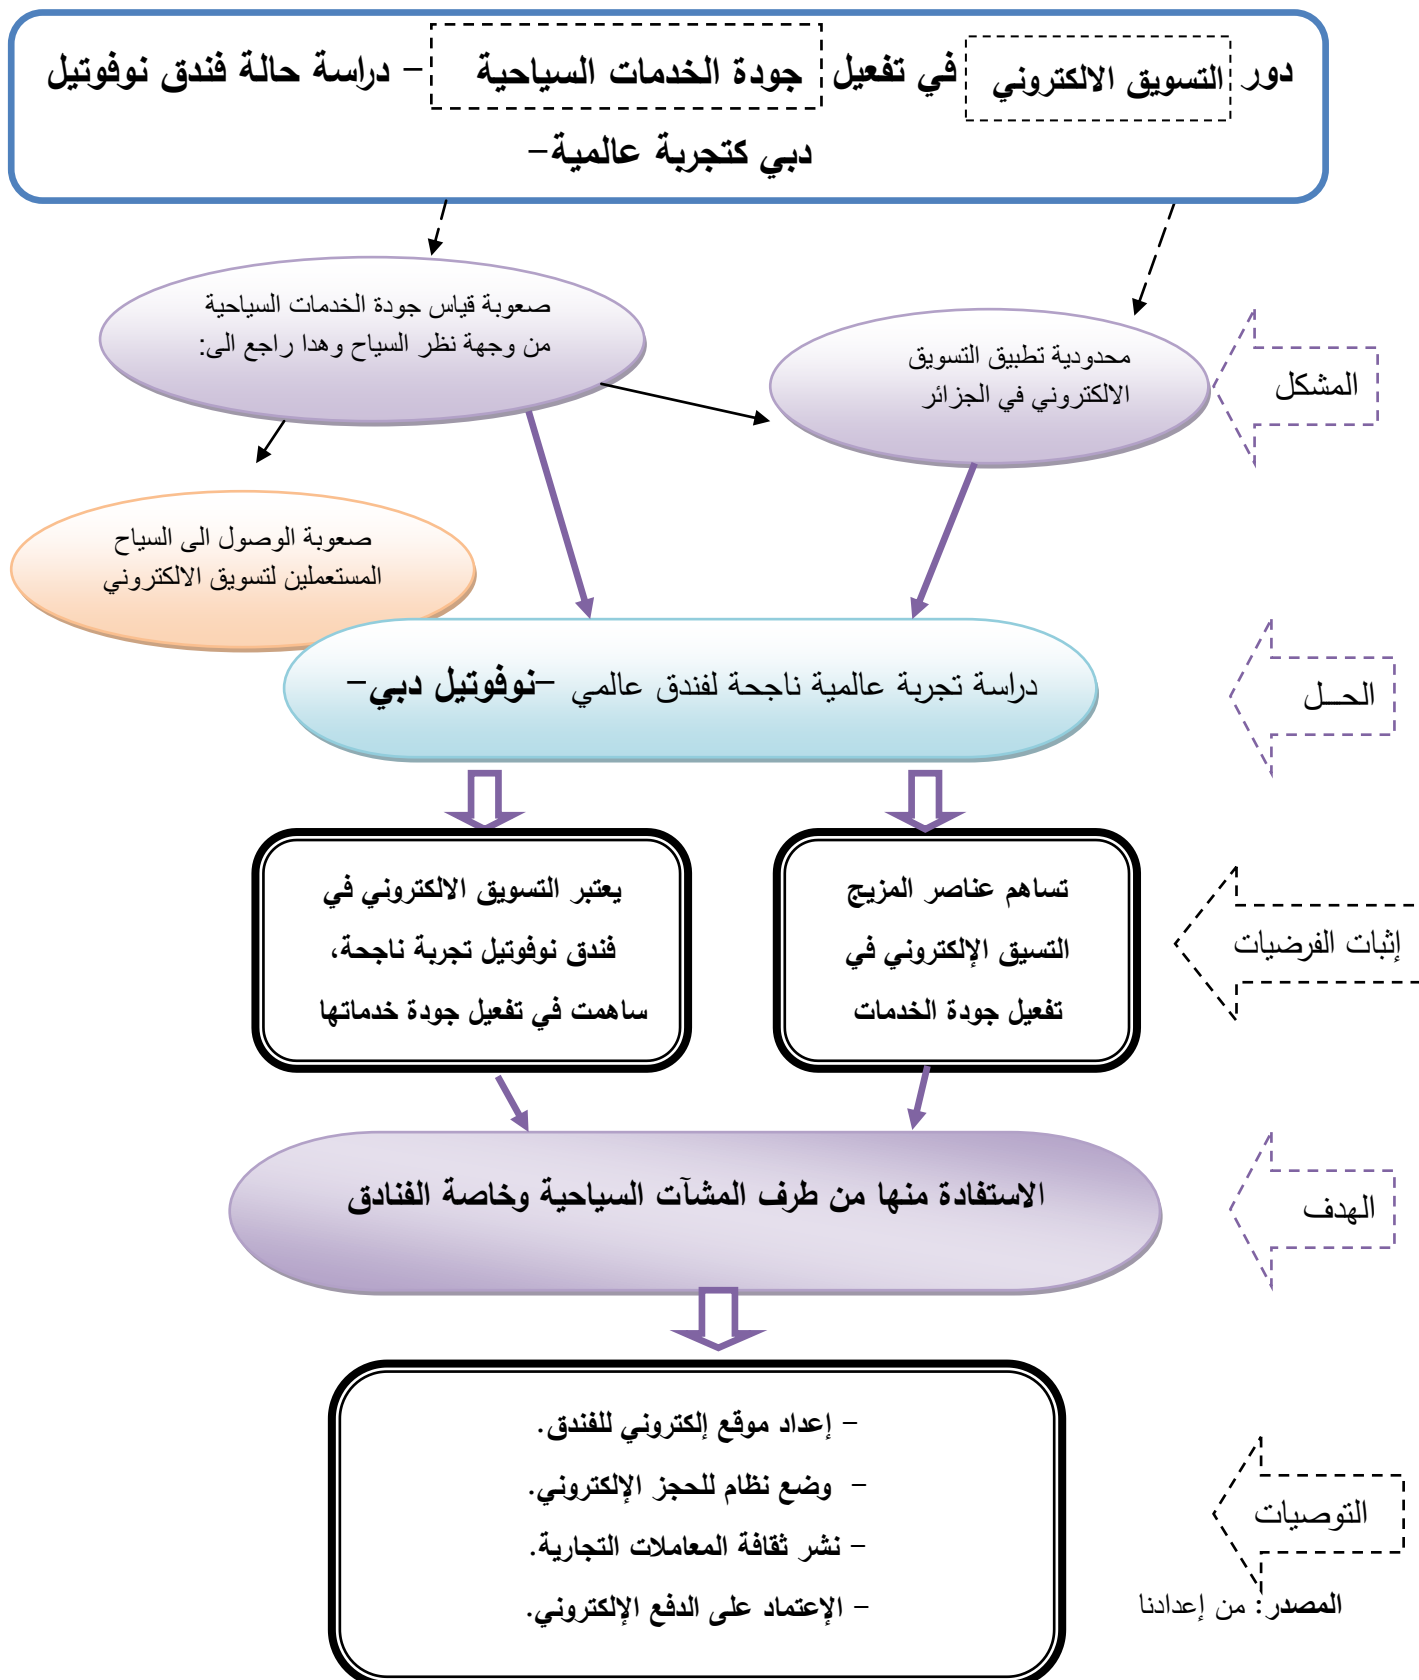 دور التسويق الالكتروني في تفعيل جودة الخدمات السياحية – دراسة حالة فندق نوفوتيل
دبي كتجربة عالمية–
صعوبة قياس جودة الخدمات السياحية
من وجهة نظر السياح وهدا راجع الى:
محدودية تطبيق التسويق
الالكتروني في الجزائر
المشكل
صعوبة الوصول الى السياح
المستعملين لتسويق الالكتروني
دراسة تجربة عالمية ناجحة لفندق عالمي –نوفوتيل دبي–
الحـــل
تساهم عناصر المزيج
التسيق الإلكتروني في
تفعيل جودة الخدمات
يعتبر التسويق الالكتروني في
فندق نوفوتيل تجربة ناجحة،
ساهمت في تفعيل جودة خدماتها
إثبات الفرضيات
الاستفادة منها من طرف المشآت السياحية وخاصة الفنادق
الهدف
– إعداد موقع إلكتروني للفندق.
– وضع نظام للحجز الإلكتروني.
– نشر ثقافة المعاملات التجارية.
– الإعتماد على الدفع الإلكتروني.
التوصيات
المصدر: من إعدادنا